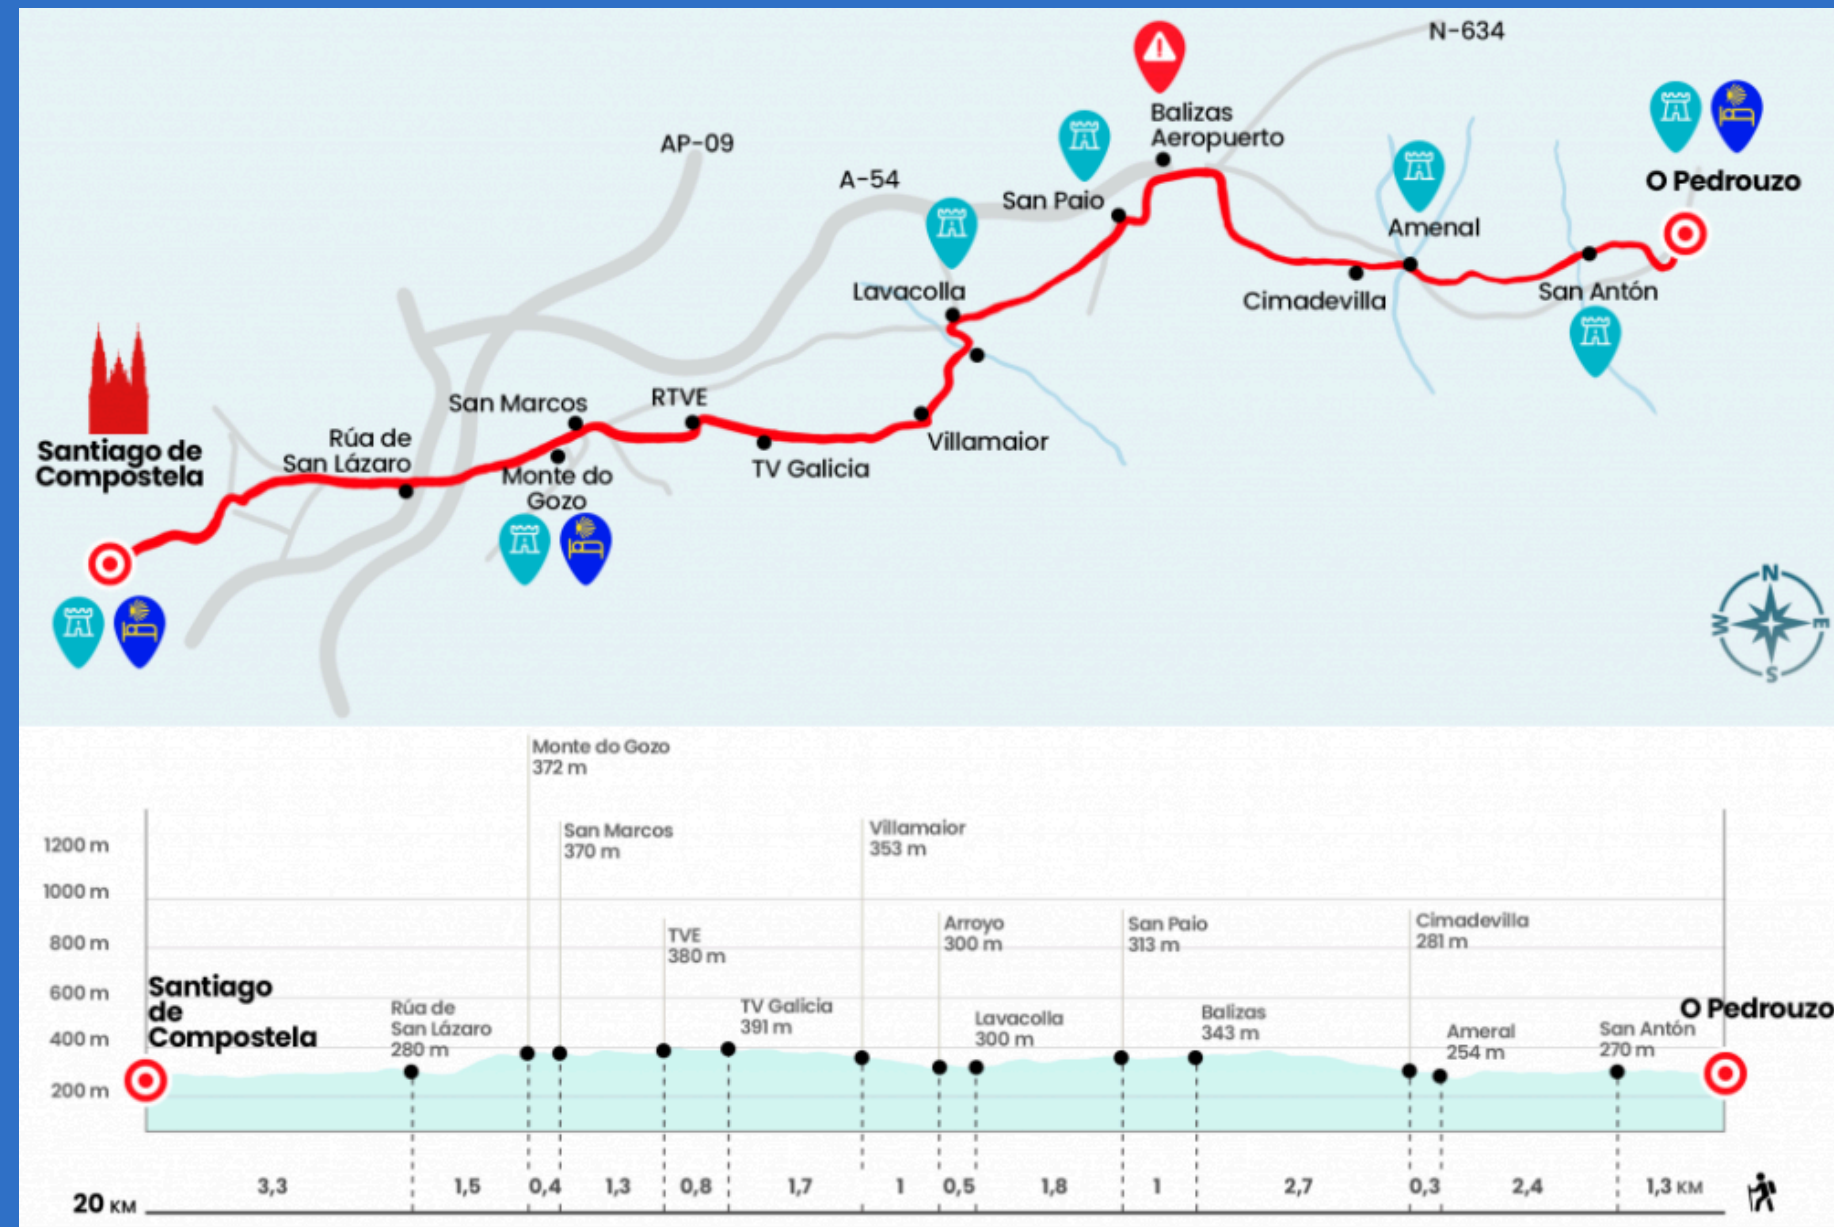 N-634
AP-09
Balizas
Aeropuerto
A-54
O Pedrouzo
San Paio
Amenal
Lavacolla
San Antón
Cimadevilla
RTVE
San Marcos
Rúa de
San Lázaro
Santiago de
Compostela
Villamaior
TV Galicia
Monte do
Gozo
N
W
E
S
Monte do Gozo
372 m
San Marcos
370 m
Villamaior
353 m
1200 m
1000 m
800 m
600 m
400 m
200 m
TVE
380 m
Arroyo
300 m
San Paio
313 m
Cimadevilla
281 m
Santiago
de
Compostela
Rúa de
San Lázaro
280 m
TV Galicia
391 m
Lavacolla
300 m
Balizas
343 m
Ameral
254 m
San Antón
270 m
O Pedrouzo
20 KM
3,3
1,5
0,4
1,3
0,8
1,7
1
0,5
1,8
1
2,7
0,3
2,4
1,3 KM